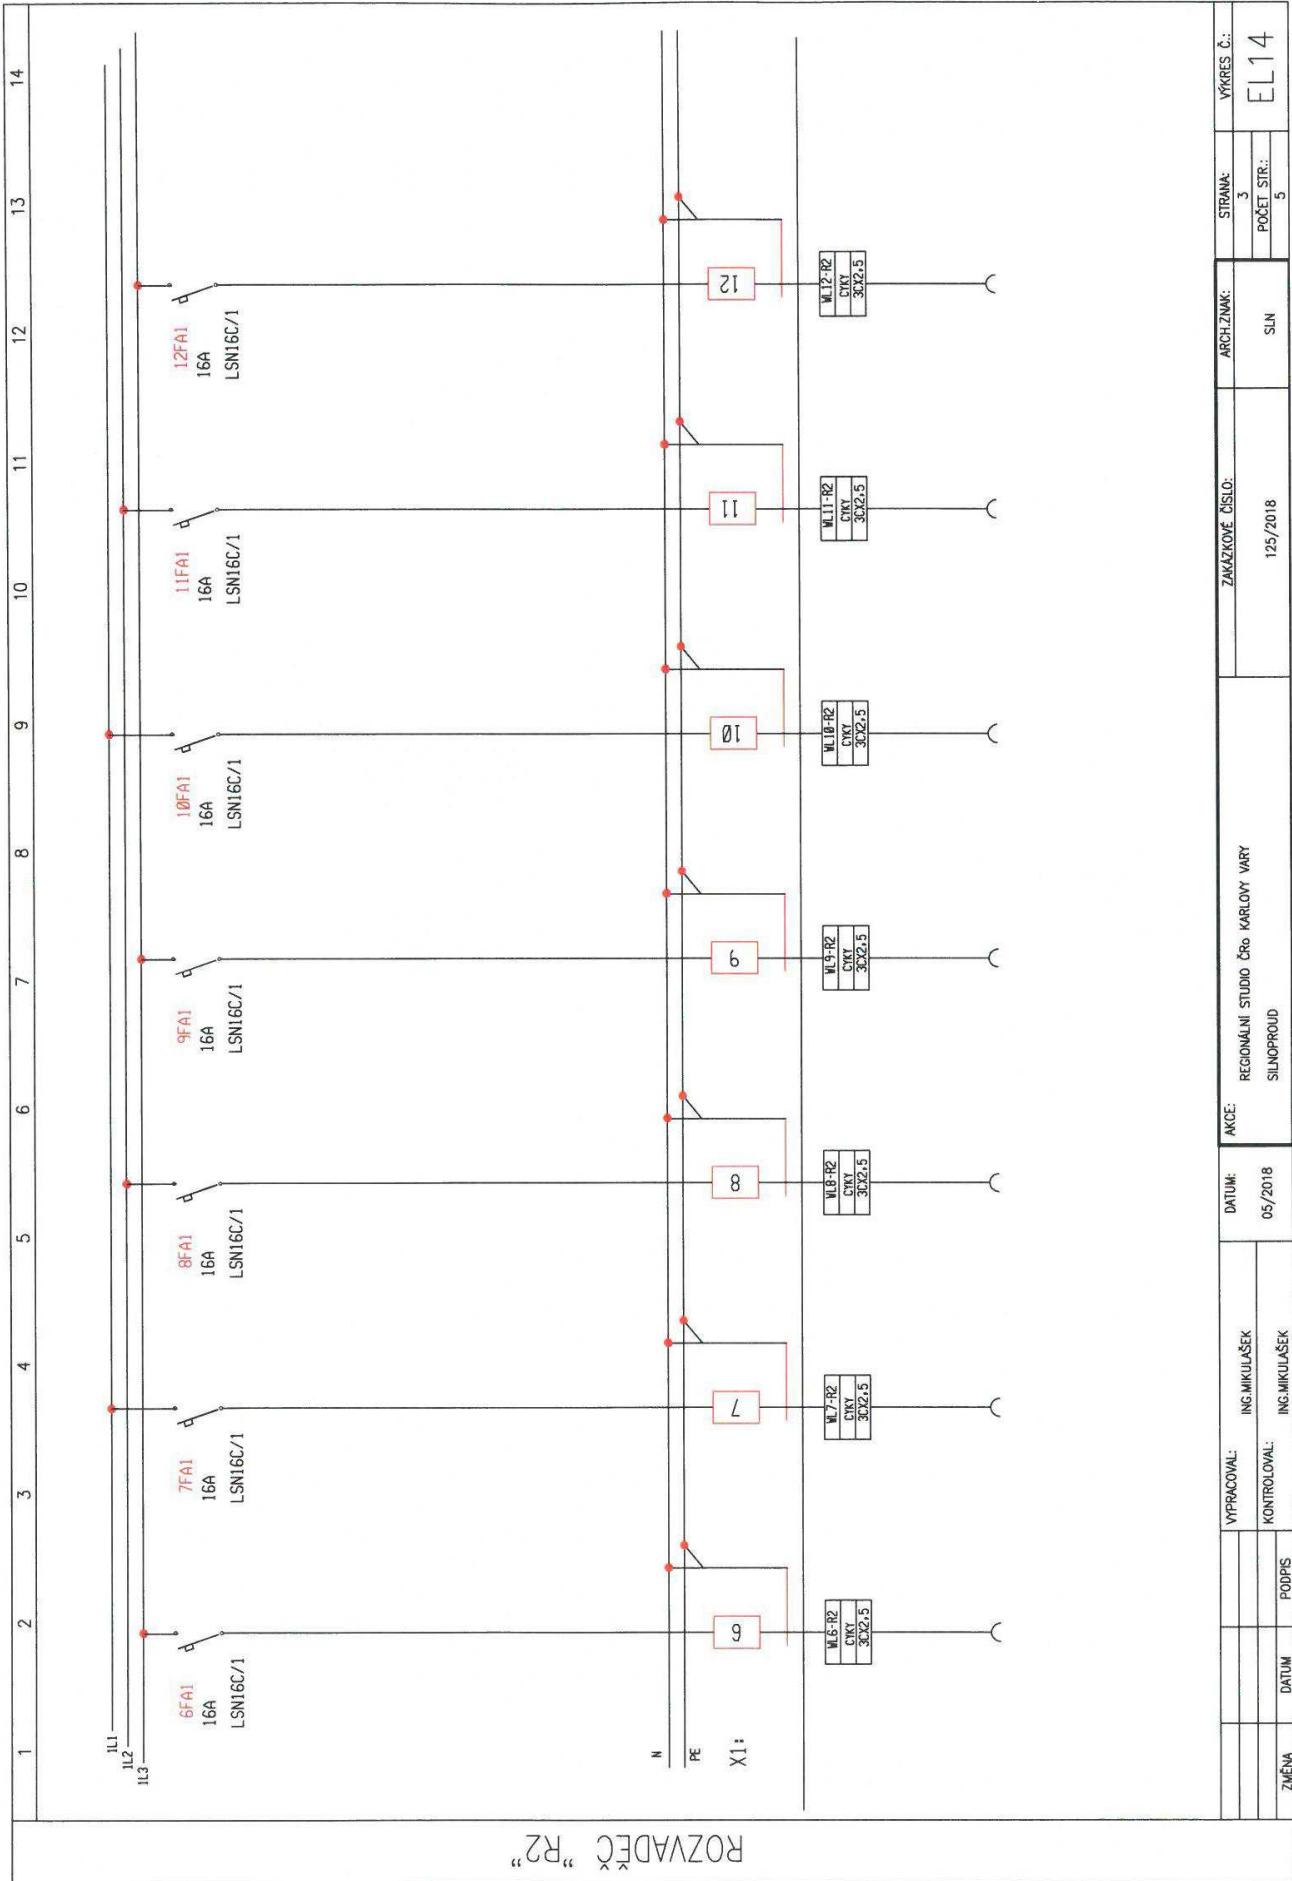 1 2 3 4 5 6 7 8 9 10 11 12 13 14
1L1
1L2
1L3
6FA1
16A
LSN16C/1
7FA1
16A
LSN16C/1
8FA1
16A
LSN16C/1
9FA1
16A
LSN16C/1
10FA1
16A
LSN16C/1
11FA1
16A
LSN16C/1
12FA1
16A
LSN16C/1
N
PE
X1:
6
7
8
9
10
11
12
WL6-R2
CYKY
3CX2,5
WL7-R2
CYKY
3CX2,5
WL8-R2
CYKY
3CX2,5
WL9-R2
CYKY
3CX2,5
WL10-R2
CYKY
3CX2,5
WL11-R2
CYKY
3CX2,5
WL12-R2
CYKY
3CX2,5
ROZVADĚČ "R2"
ZMĚNA
DATUM
PODPIS
VYPRACOVAL:
ING.MIKULAŠEK
KONTROLOVAL:
ING.MIKULAŠEK
DATUM:
05/2018
AKCE:
REGIONALNI STUDIO ČRo KARLOVY VARY
SILNOPROUD
ZAKAZKOVÉ ČISLO:
125/2018
ARCH.ZNAK:
SLN
STRANA:
3
POČET STR.:
5
VÝKRES Č.:
EL14